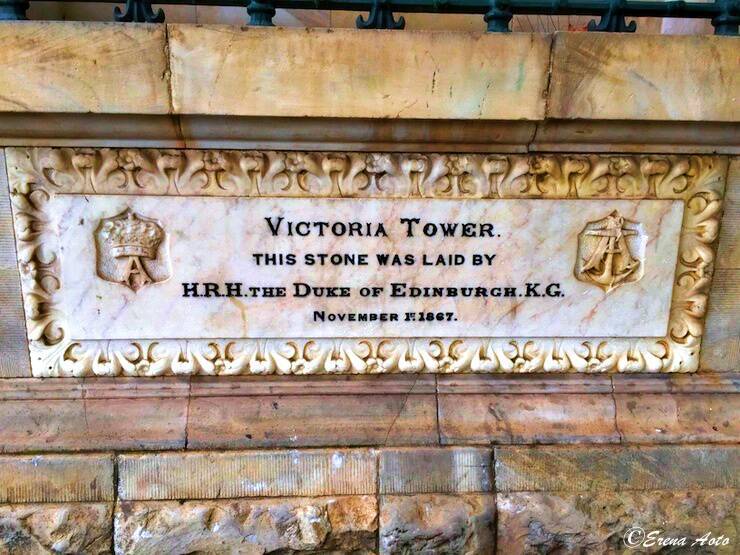 VICTORIA TOWER.
THIS STONE WAS LAID BY
H.R.H. THE DUKE OF EDINBURGH. K.G.
NOVEMBER 1ST 1867.
A
©Erena Aoto